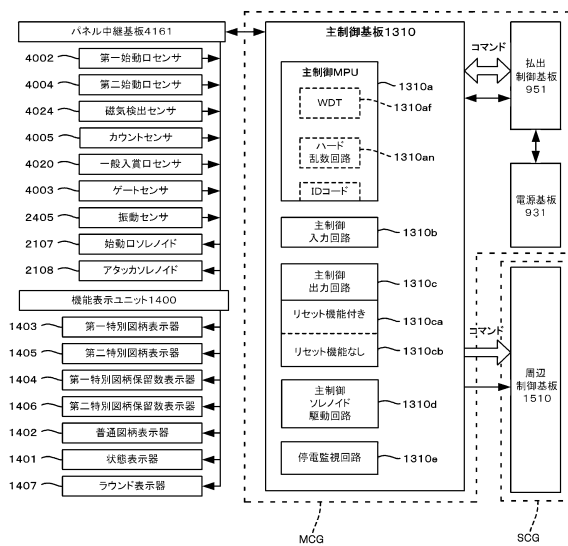 パネル中継基板4161
4002 第一始動口センサ
4004 第二始動口センサ
4024 磁気検出センサ
4005 カウントセンサ
4020 一般入賞口センサ
4003 ゲートセンサ
2405 振動センサ
2107 始動口ソレノイド
2108 アタッカソレノイド
機能表示ユニット1400
1403 第一特別図柄表示器
1405 第二特別図柄表示器
1404 第一特別図柄保留数表示器
1406 第二特別図柄保留数表示器
1402 普通図柄表示器
1401 状態表示器
1407 ラウンド表示器
主制御基板1310
主制御MPU
1310a
WDT
1310af
ハード
乱数回路
1310an
IDコード
主制御
入力回路
1310b
主制御
出力回路
1310c
リセット機能付き
1310ca
リセット機能なし
1310cb
主制御
ソレノイド
駆動回路
1310d
停電監視回路
1310e
コマンド
払出
制御基板
951
電源基板
931
コマンド
周辺
制御基板
1510
MCG
SCG